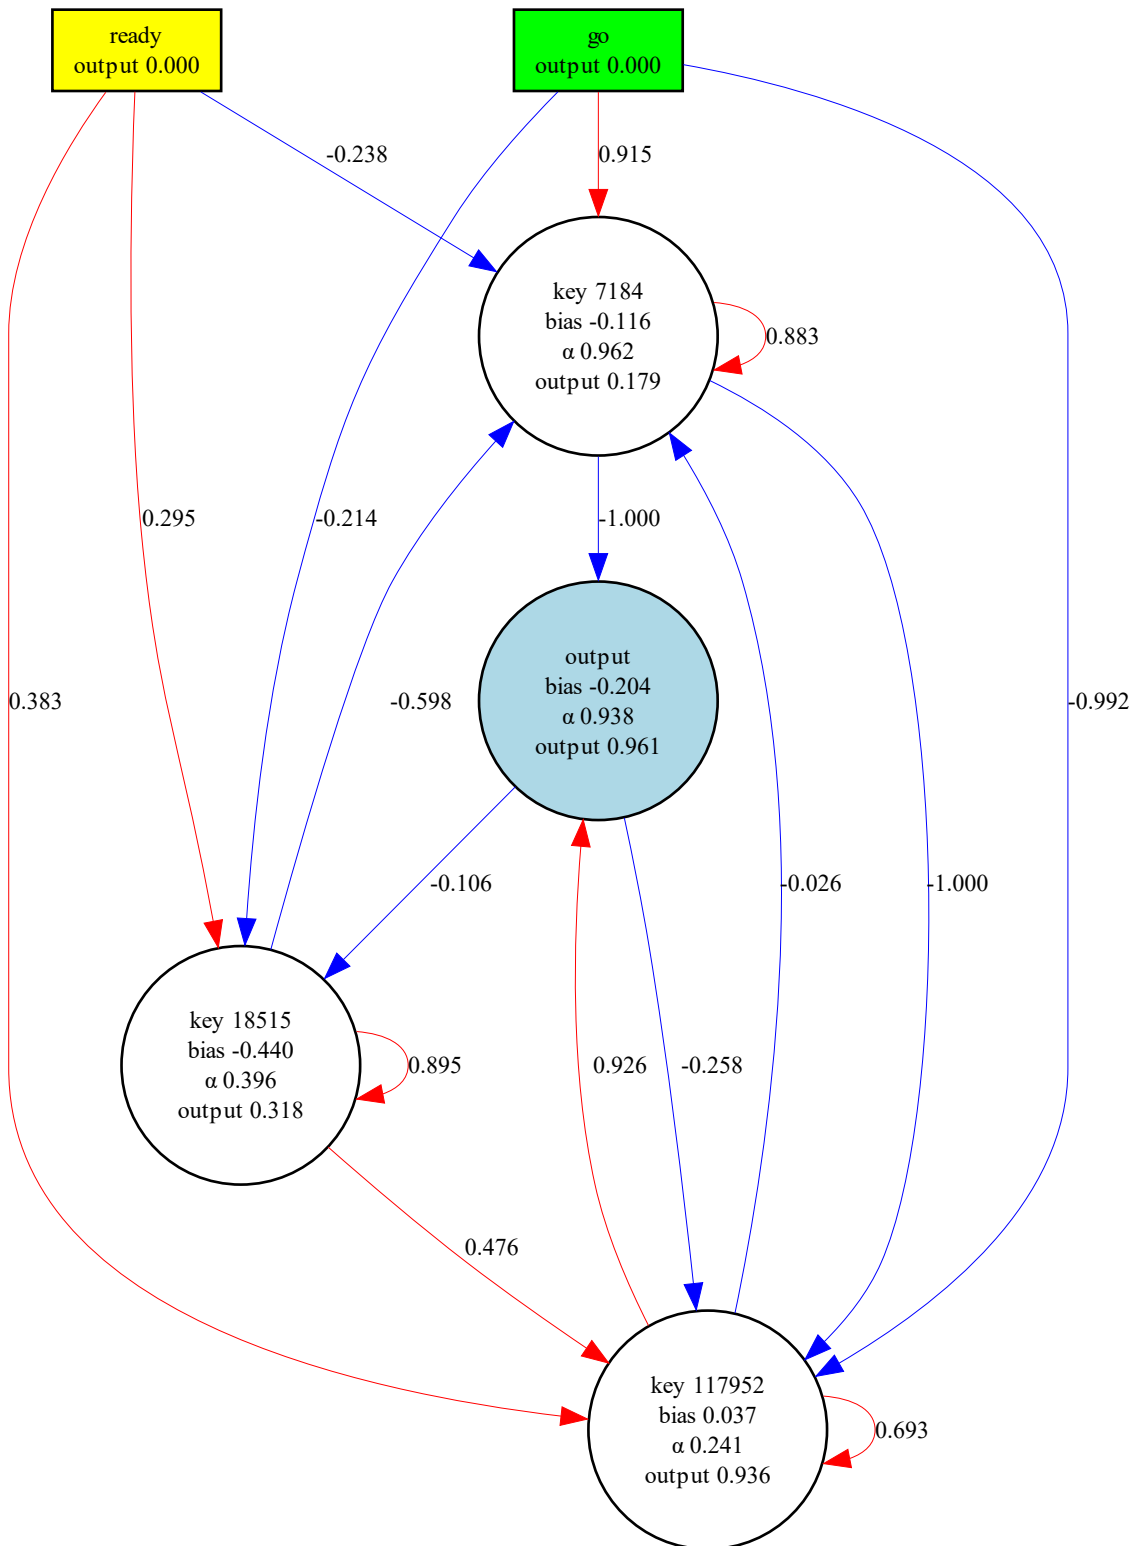 ready
output 0.000
go
output 0.000
-0.238
0.915
key 7184
bias -0.116
α 0.962
output 0.179
0.883
0.295
-0.214
-1.000
output
bias -0.204
α 0.938
output 0.961
0.383
-0.598
-0.992
-0.106
-0.026
-1.000
key 18515
bias -0.440
α 0.396
output 0.318
0.895
0.926
-0.258
0.476
key 117952
bias 0.037
α 0.241
output 0.936
0.693